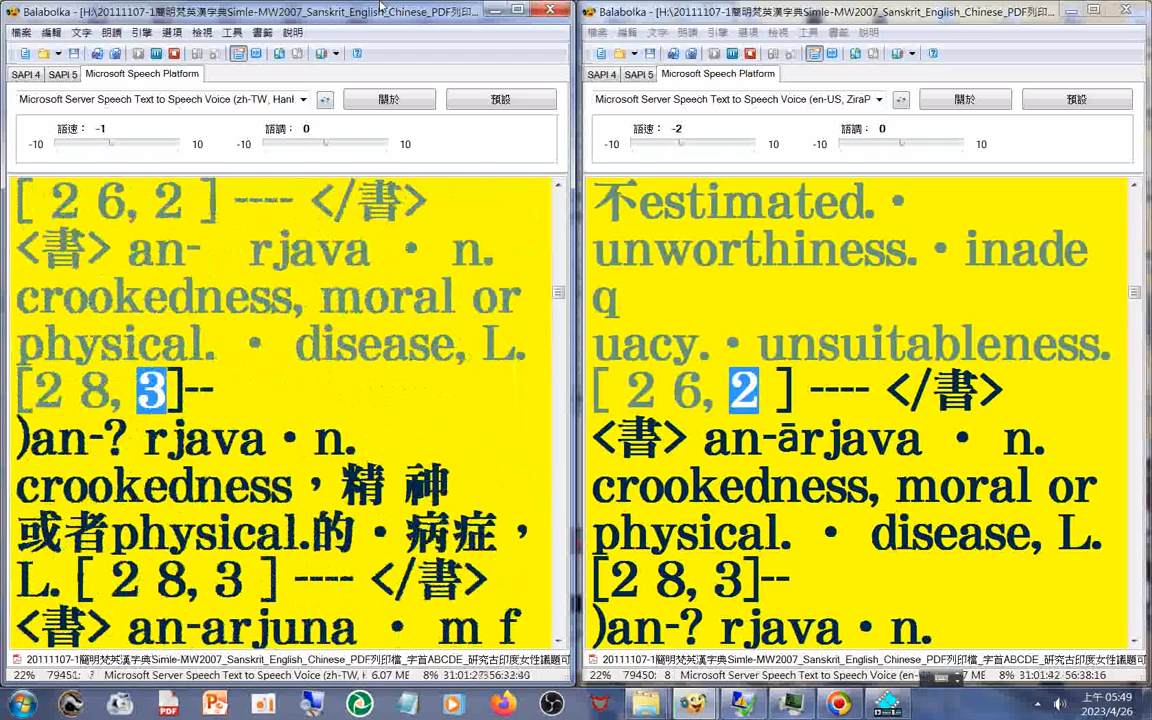 Balabolka - [H:\20111107-1簡明梵英漢字典Simle-MW2007_Sanskrit_English_Chinese_PDF列印...
檔案 編輯 文字 朗讀 引擎 選項 檢視 工具 書籤 說明
SAPI 4 SAPI 5 Microsoft Speech Platform
Microsoft Server Speech Text to Speech Voice (zh-TW, Hanl
關於 預設
語速： -1 語調： 0
-10 10 -10 10
[ 2 6, 2 ] ---- </書>
<書> an- rjava • n.
crookedness, moral or
physical. • disease, L.
[2 8, 3]--
)an-? rjava • n.
crookedness，精 神
或者physical.的 • 病症，
L. [ 2 8, 3 ] ---- </書>
<書> an-arjuna • m f
20111107-1簡明梵英漢字典Simle-MW2007_Sanskrit_English_Chinese_PDF列印檔_字首ABCDE_研究古印度女性議題可
22% 79450: Microsoft Server Speech Text to Speech Voice (zh-TW, 6.07 ME 8%
Balabolka - [H:\20111107-1簡明梵英漢字典Simle-MW2007_Sanskrit_English_Chinese_PDF列印...
檔案 編輯 文字 朗讀 引擎 選項 檢視 工具 書籤 說明
SAPI 4 SAPI 5 Microsoft Speech Platform
Microsoft Server Speech Text to Speech Voice (en-US, ZiraP
關於 預設
語速： -2 語調： 0
-10 10 -10 10
不estimated. •
unworthiness. • inade
q
uacy. • unsuitableness.
[ 2 6, 2 ] ---- </書>
<書> an-ārjava • n.
crookedness, moral or
physical. • disease, L.
[2 8, 3]--
)an-? rjava • n.
20111107-1簡明梵英漢字典Simle-MW2007_Sanskrit_English_Chinese_PDF列印檔_字首ABCDE_研究古印度女性議題可
22% 79450: 8 Microsoft Server Speech Text to Speech Voice (en-US, ME 8% 31:01:42 56:38:16
上午 05:49
2023/4/26